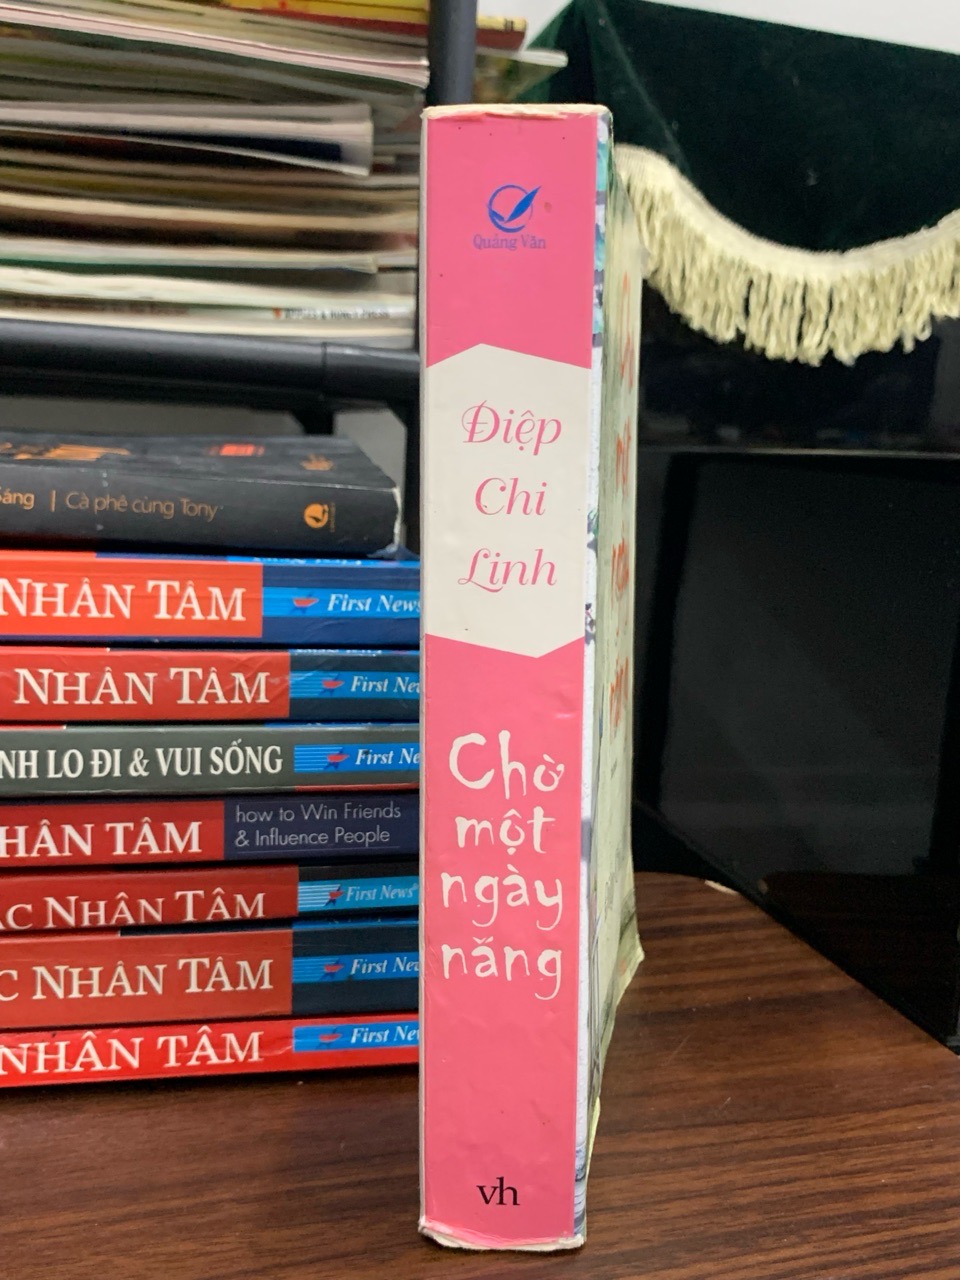 Quảng Văn
Điệp
Chi
Linh
Chờ
một
ngày
nắng
vh
Sáng | Cà phê cùng Tony
NHÂN TÂM
First News
NHÂN TÂM
First New
NH LO ĐI & VUI SỐNG
First Ne
HÂN TÂM
how to Win Friends
& Influence People
ẮC NHÂN TÂM
First News
C NHÂN TÂM
First New
NHÂN TÂM
First New